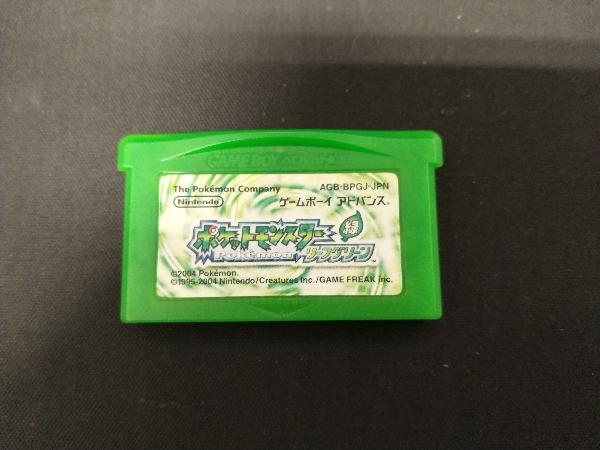 GAME BOY ADVANCE
The Pokémon Company AGB-BPGJ-JPN
Nintendo ゲームボーイ アドバンス®
ポケットモンスター 緑
POKéMON リーフグリーン
©2004 Pokémon.
©1995-2004 Nintendo/Creatures inc./GAME FREAK inc.